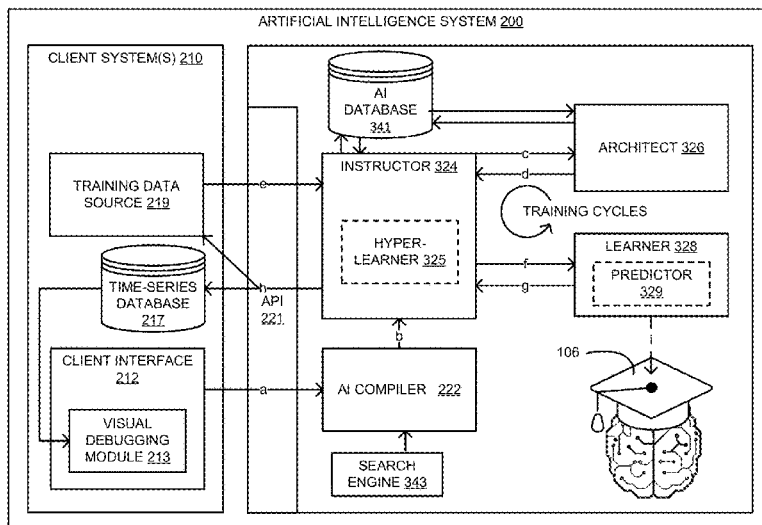 ARTIFICIAL INTELLIGENCE SYSTEM 200
CLIENT SYSTEM(S) 210
AI
DATABASE
341
ARCHITECT 326
INSTRUCTOR 324
c
d
TRAINING DATA
SOURCE 219
e
TRAINING CYCLES
HYPER-
LEARNER
325
LEARNER 328
PREDICTOR
329
f
g
TIME-SERIES
DATABASE
217
h
API
221
b
CLIENT INTERFACE
212
a
AI COMPILER 222
106
VISUAL
DEBUGGING
MODULE 213
SEARCH
ENGINE 343